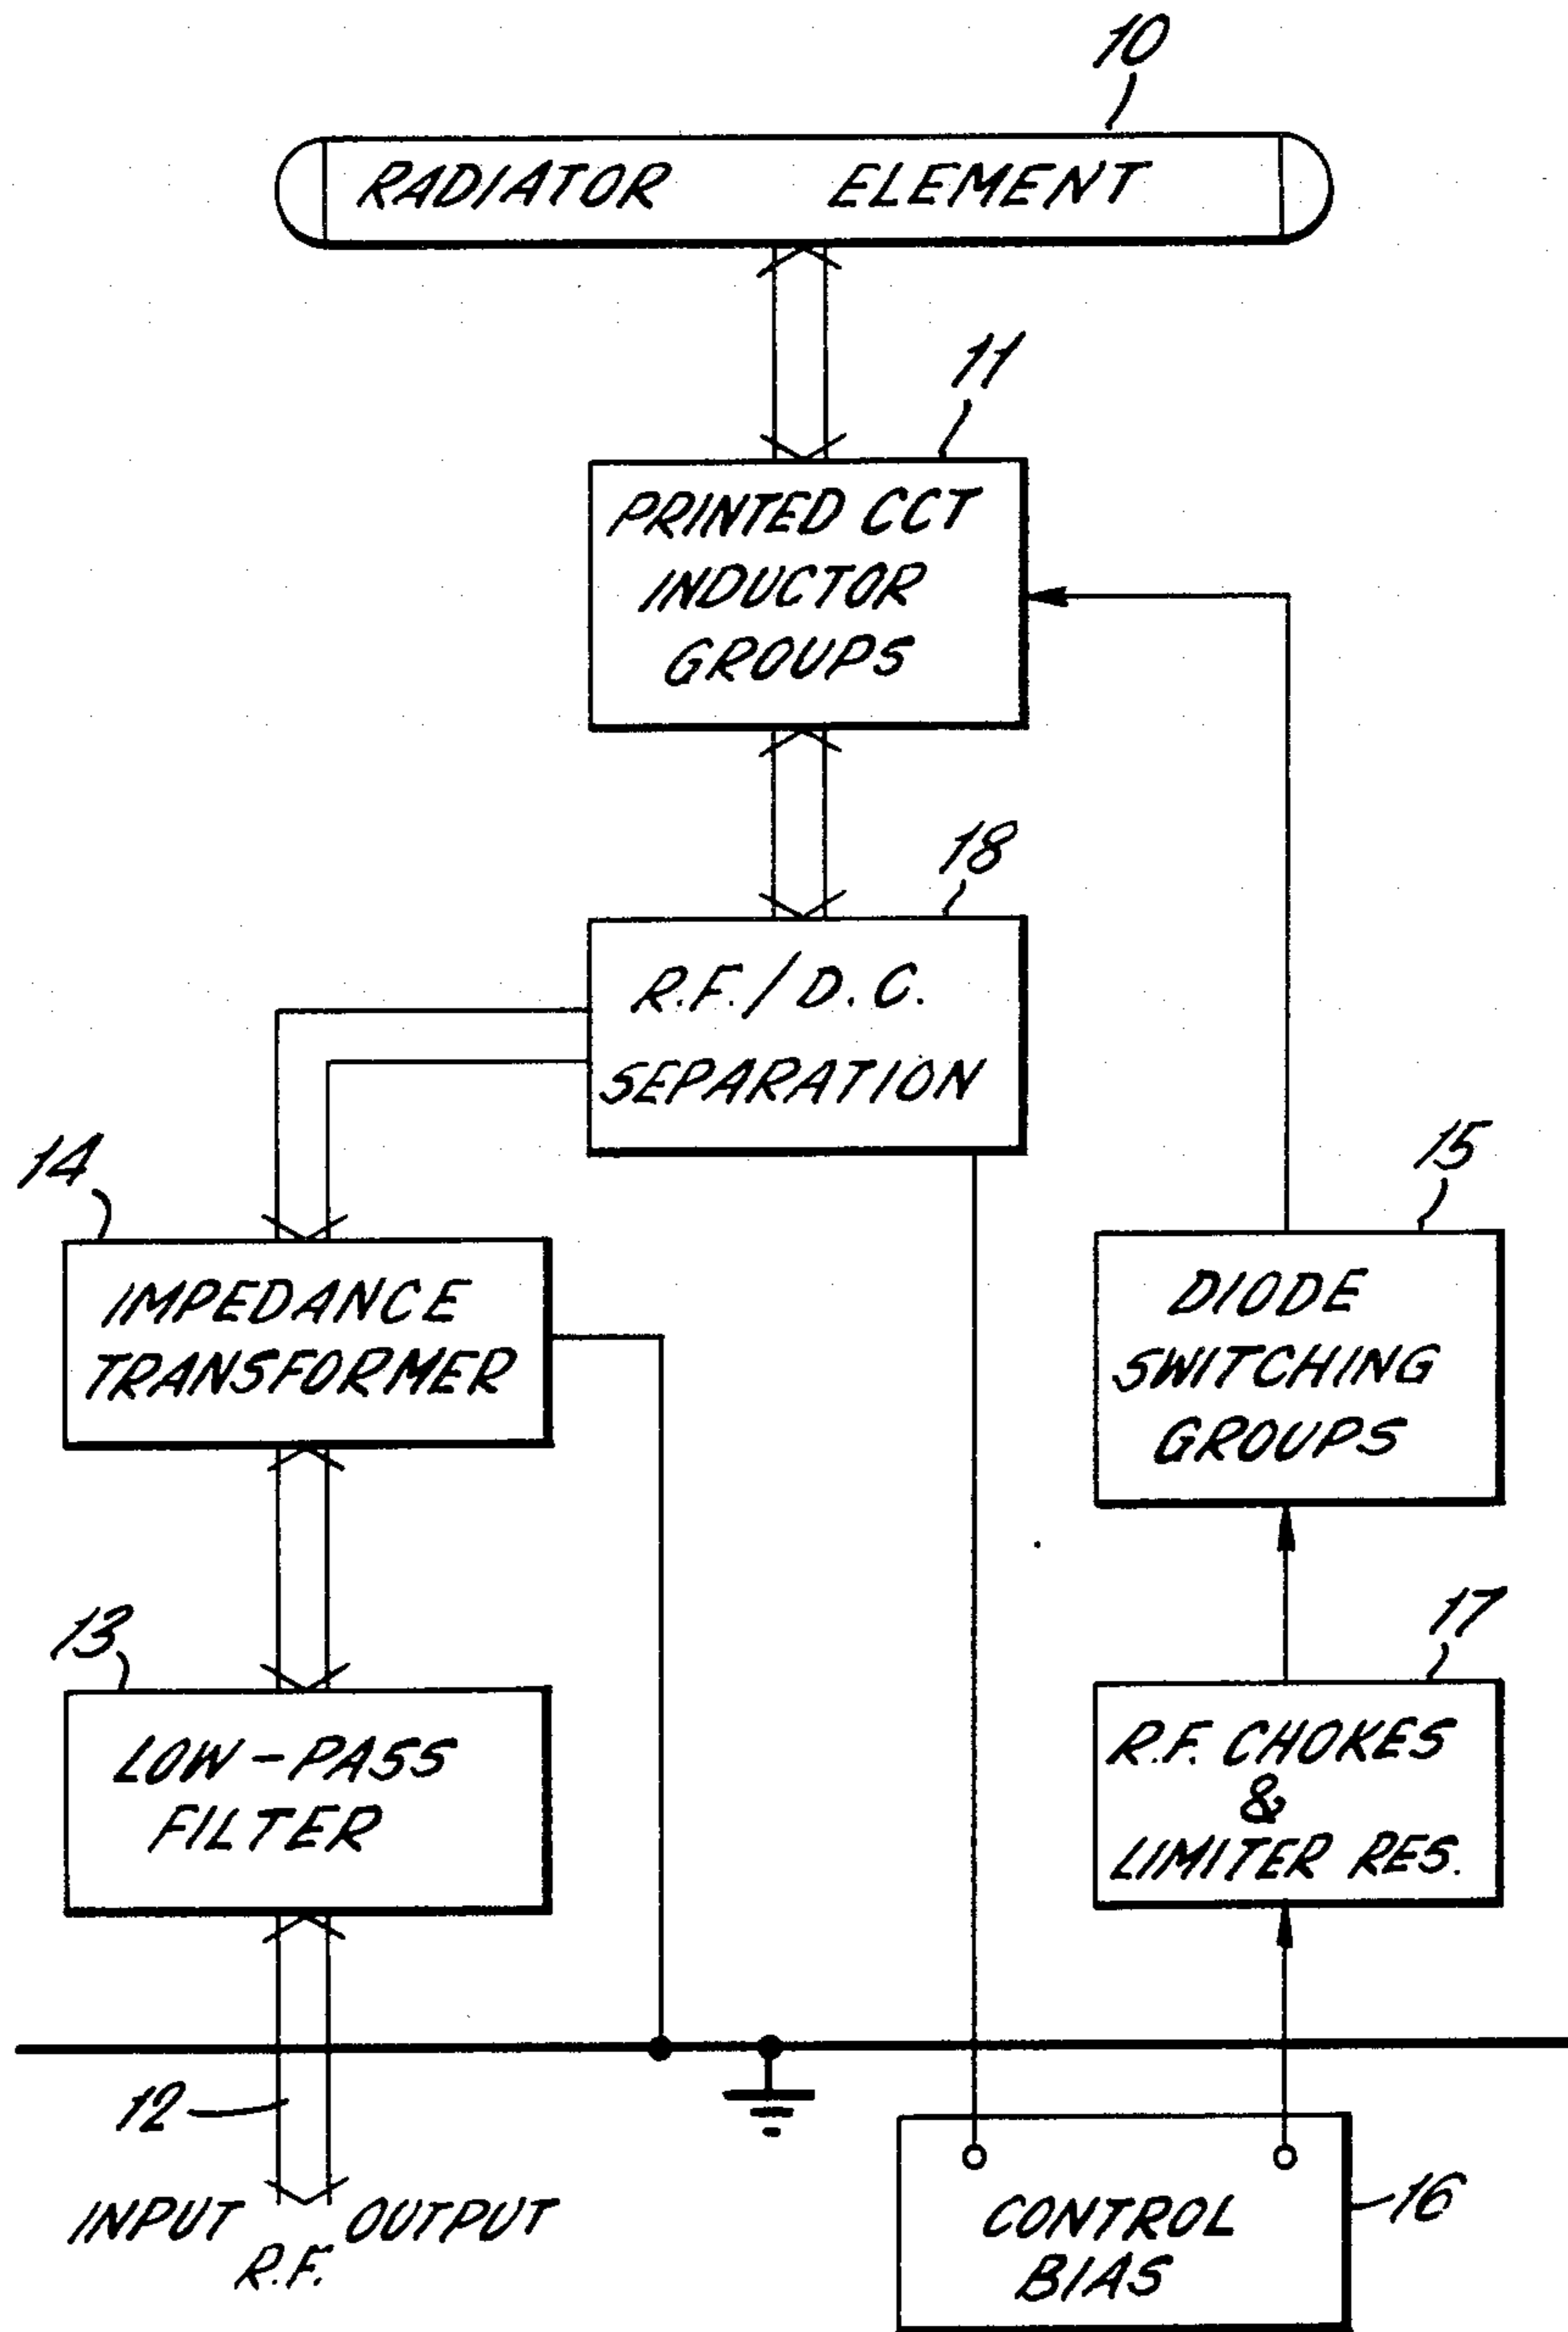 10
RADIATOR ELEMENT
11
PRINTED CCT
INDUCTOR
GROUPS
18
R.F./D.C.
SEPARATION
14
IMPEDANCE
TRANSFORMER
15
DIODE
SWITCHING
GROUPS
13
LOW-PASS
FILTER
17
R.F. CHOKES
&
LIMITER RES.
12
INPUT OUTPUT
R.F.
16
CONTROL
BIAS